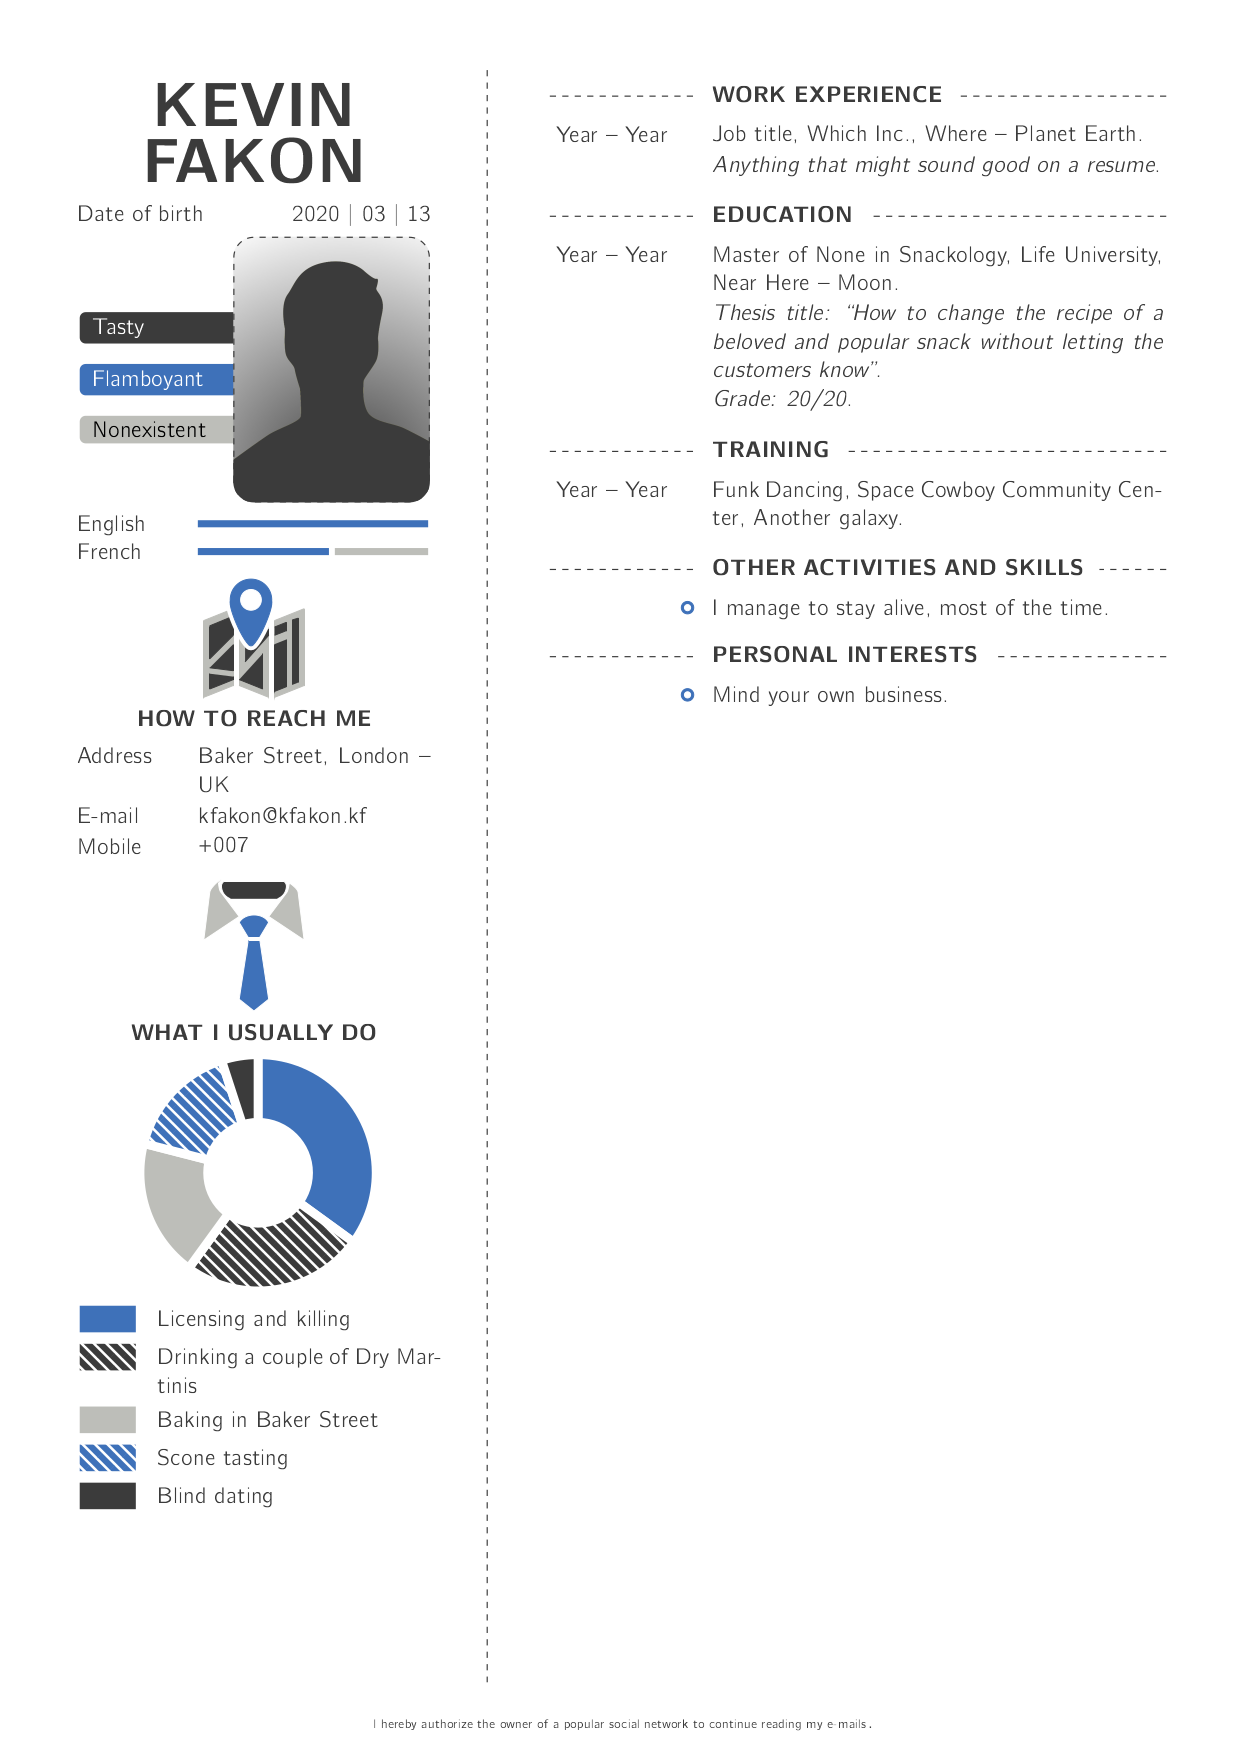 KEVIN
FAKON
Date of birth 2020 | 03 | 13
Tasty
Flamboyant
Nonexistent
English
French
HOW TO REACH ME
Address Baker Street, London –
UK
E-mail kfakon@kfakon.kf
Mobile +007
WHAT I USUALLY DO
Licensing and killing
Drinking a couple of Dry Mar-
tinis
Baking in Baker Street
Scone tasting
Blind dating
WORK EXPERIENCE
Year – Year Job title, Which Inc., Where – Planet Earth.
Anything that might sound good on a resume.
EDUCATION
Year – Year Master of None in Snackology, Life University,
Near Here – Moon.
Thesis title: “How to change the recipe of a
beloved and popular snack without letting the
customers know”.
Grade: 20/20.
TRAINING
Year – Year Funk Dancing, Space Cowboy Community Cen-
ter, Another galaxy.
OTHER ACTIVITIES AND SKILLS
I manage to stay alive, most of the time.
PERSONAL INTERESTS
Mind your own business.
I hereby authorize the owner of a popular social network to continue reading my e-mails.